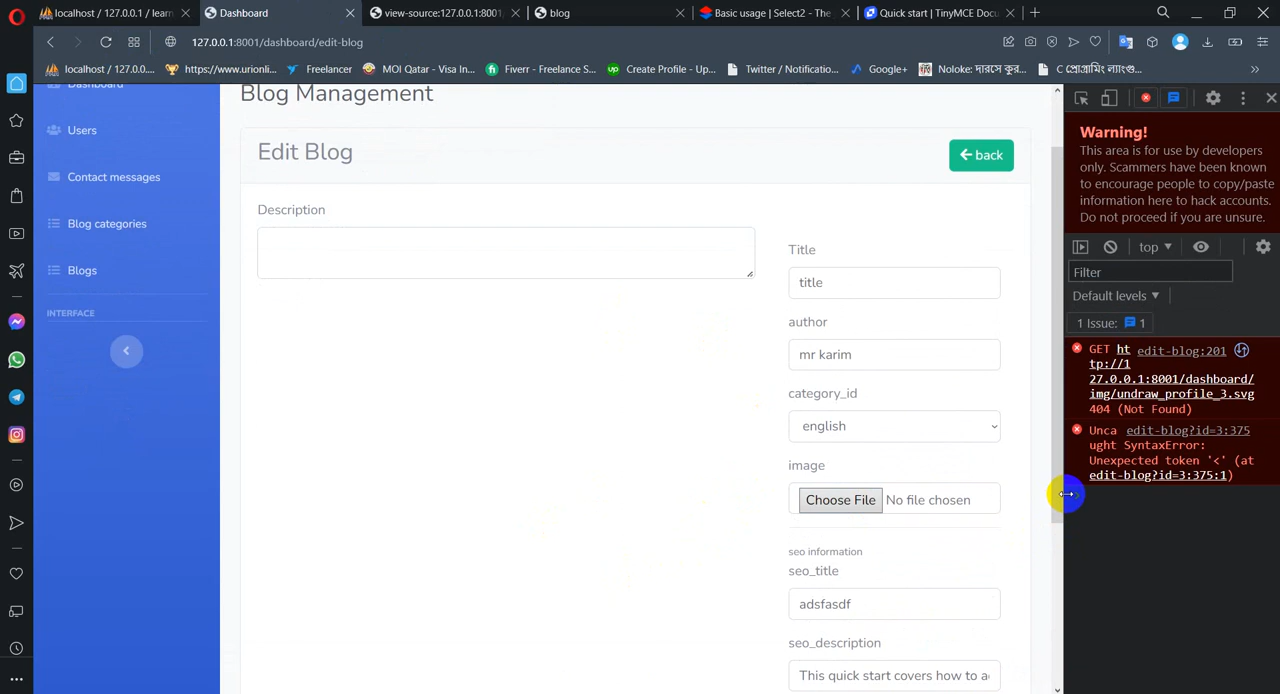 localhost / 127.0.0.1 / learn
Dashboard
view-source:127.0.0.1:8001/
blog
Basic usage | Select2 - The
Quick start | TinyMCE Docu
127.0.0.1:8001/dashboard/edit-blog
localhost / 127.0.0....
https://www.urionli...
Freelancer
MOI Qatar - Visa In...
Fiverr - Freelance S...
Create Profile - Up...
Twitter / Notificatio...
Google+
Noloke: দারসে কুর...
C প্রোগ্রামিং ল্যাংগু...
Dashboard
Users
Contact messages
Blog categories
Blogs
INTERFACE
Blog Management
Edit Blog
back
Description
Title
title
author
mr karim
category_id
english
image
Choose File No file chosen
seo information
seo_title
adsfasdf
seo_description
This quick start covers how to a
Warning!
This area is for use by developers
only. Scammers have been known
to encourage people to copy/paste
information here to hack accounts.
Do not proceed if you are unsure.
top
Filter
Default levels
1 Issue: 1
GET ht edit-blog:201
tp://1
27.0.0.1:8001/dashboard/
img/undraw_profile_3.svg
404 (Not Found)
Unca edit-blog?id=3:375
ught SyntaxError:
Unexpected token '<' (at
edit-blog?id=3:375:1)